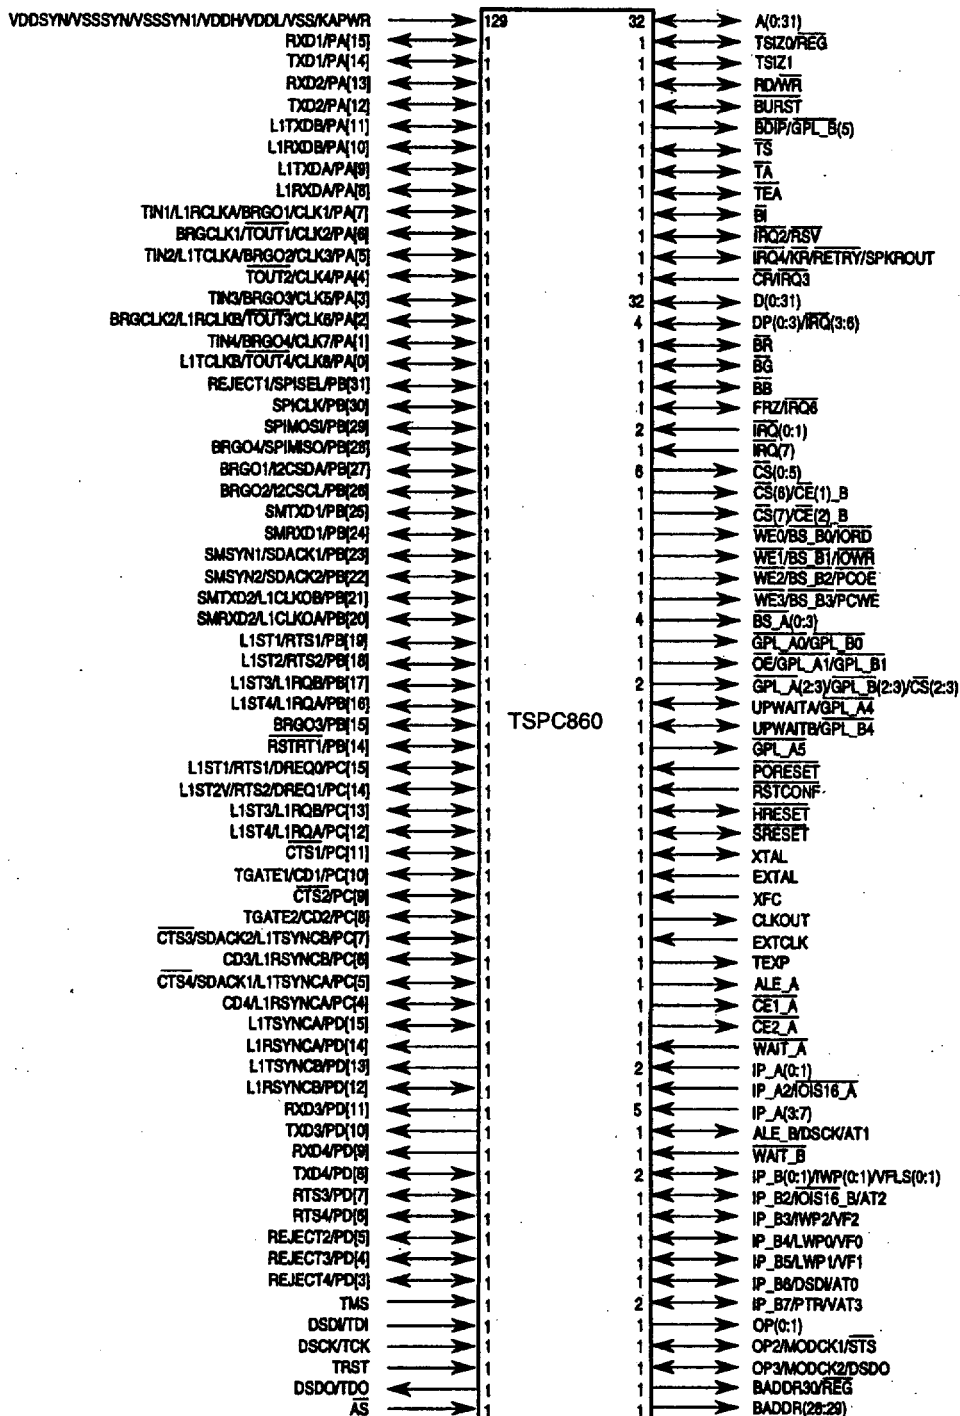 VDDSYN/VSSSYN/VSSSYN1/VDDH/VDDL/VSS/KAPWR 129 32 A(0:31)
RXD1/PA[15] 1 1 TSIZ0/REG
TXD1/PA[14] 1 1 TSIZ1
RXD2/PA[13] 1 1 RD/WR
TXD2/PA[12] 1 1 BURST
L1TXDB/PA[11] 1 1 BDIP/GPL_B(5)
L1RXDB/PA[10] 1 1 TS
L1TXDA/PA[9] 1 1 TA
L1RXDA/PA[8] 1 1 TEA
TIN1/L1RCLKA/BRGO1/CLK1/PA[7] 1 1 BI
BRGCLK1/TOUT1/CLK2/PA[6] 1 1 IRQ2/RSV
TIN2/L1TCLKA/BRGO2/CLK3/PA[5] 1 1 IRQ4/KR/RETRY/SPKROUT
TOUT2/CLK4/PA[4] 1 1 CR/IRQ3
TIN3/BRGO3/CLK5/PA[3] 1 32 D(0:31)
BRGCLK2/L1RCLKB/TOUT3/CLK6/PA[2] 1 4 DP(0:3)/IRQ(3:6)
TIN4/BRGO4/CLK7/PA[1] 1 1 BR
L1TCLKB/TOUT4/CLK8/PA[0] 1 1 BG
REJECT1/SPISEL/PB[31] 1 1 BB
SPICLK/PB[30] 1 1 FRZ/IRQ6
SPIMOSI/PB[29] 1 2 IRQ(0:1)
BRGO4/SPIMISO/PB[28] 1 1 IRQ(7)
BRGO1/I2CSDA/PB[27] 1 6 CS(0:5)
BRGO2/I2CSCL/PB[26] 1 1 CS(6)/CE(1)_B
SMTXD1/PB[25] 1 1 CS(7)/CE(2)_B
SMRXD1/PB[24] 1 1 WE0/BS_B0/IORD
SMSYN1/SDACK1/PB[23] 1 1 WE1/BS_B1/IOWR
SMSYN2/SDACK2/PB[22] 1 1 WE2/BS_B2/PCOE
SMTXD2/L1CLKOB/PB[21] 1 1 WE3/BS_B3/PCWE
SMRXD2/L1CLKOA/PB[20] 1 4 BS_A(0:3)
L1ST1/RTS1/PB[19] 1 1 GPL_A0/GPL_B0
L1ST2/RTS2/PB[18] 1 1 OE/GPL_A1/GPL_B1
L1ST3/L1RQB/PB[17] 1 2 GPL_A(2:3)/GPL_B(2:3)/CS(2:3)
L1ST4/L1RQA/PB[16] 1 1 UPWAITA/GPL_A4
BRGO3/PB[15] 1 TSPC860 1 UPWAITB/GPL_B4
RSTRT1/PB[14] 1 1 GPL_A5
L1ST1/RTS1/DREQ0/PC[15] 1 1 PORESET
L1ST2V/RTS2/DREQ1/PC[14] 1 1 RSTCONF
L1ST3/L1RQB/PC[13] 1 1 HRESET
L1ST4/L1RQA/PC[12] 1 1 SRESET
CTS1/PC[11] 1 1 XTAL
TGATE1/CD1/PC[10] 1 1 EXTAL
CTS2/PC[9] 1 1 XFC
TGATE2/CD2/PC[8] 1 1 CLKOUT
CTS3/SDACK2/L1TSYNCB/PC[7] 1 1 EXTCLK
CD3/L1RSYNCB/PC[6] 1 1 TEXP
CTS4/SDACK1/L1TSYNCA/PC[5] 1 1 ALE_A
CD4/L1RSYNCA/PC[4] 1 1 CE1_A
L1TSYNCA/PD[15] 1 1 CE2_A
L1RSYNCA/PD[14] 1 1 WAIT_A
L1TSYNCB/PD[13] 1 2 IP_A(0:1)
L1RSYNCB/PD[12] 1 1 IP_A2/IOIS16_A
RXD3/PD[11] 1 5 IP_A(3:7)
TXD3/PD[10] 1 1 ALE_B/DSCK/AT1
RXD4/PD[9] 1 1 WAIT_B
TXD4/PD[8] 1 2 IP_B(0:1)/IWP(0:1)/VFLS(0:1)
RTS3/PD[7] 1 1 IP_B2/IOIS16_B/AT2
RTS4/PD[6] 1 1 IP_B3/IWP2/VF2
REJECT2/PD[5] 1 1 IP_B4/LWP0/VF0
REJECT3/PD[4] 1 1 IP_B5/LWP1/VF1
REJECT4/PD[3] 1 1 IP_B6/DSDI/AT0
TMS 1 2 IP_B7/PTR/VAT3
DSDI/TDI 1 1 OP(0:1)
DSCK/TCK 1 1 OP2/MODCK1/STS
TRST 1 1 OP3/MODCK2/DSDO
DSDO/TDO 1 1 BADDR30/REG
AS 1 1 BADDR(28:29)